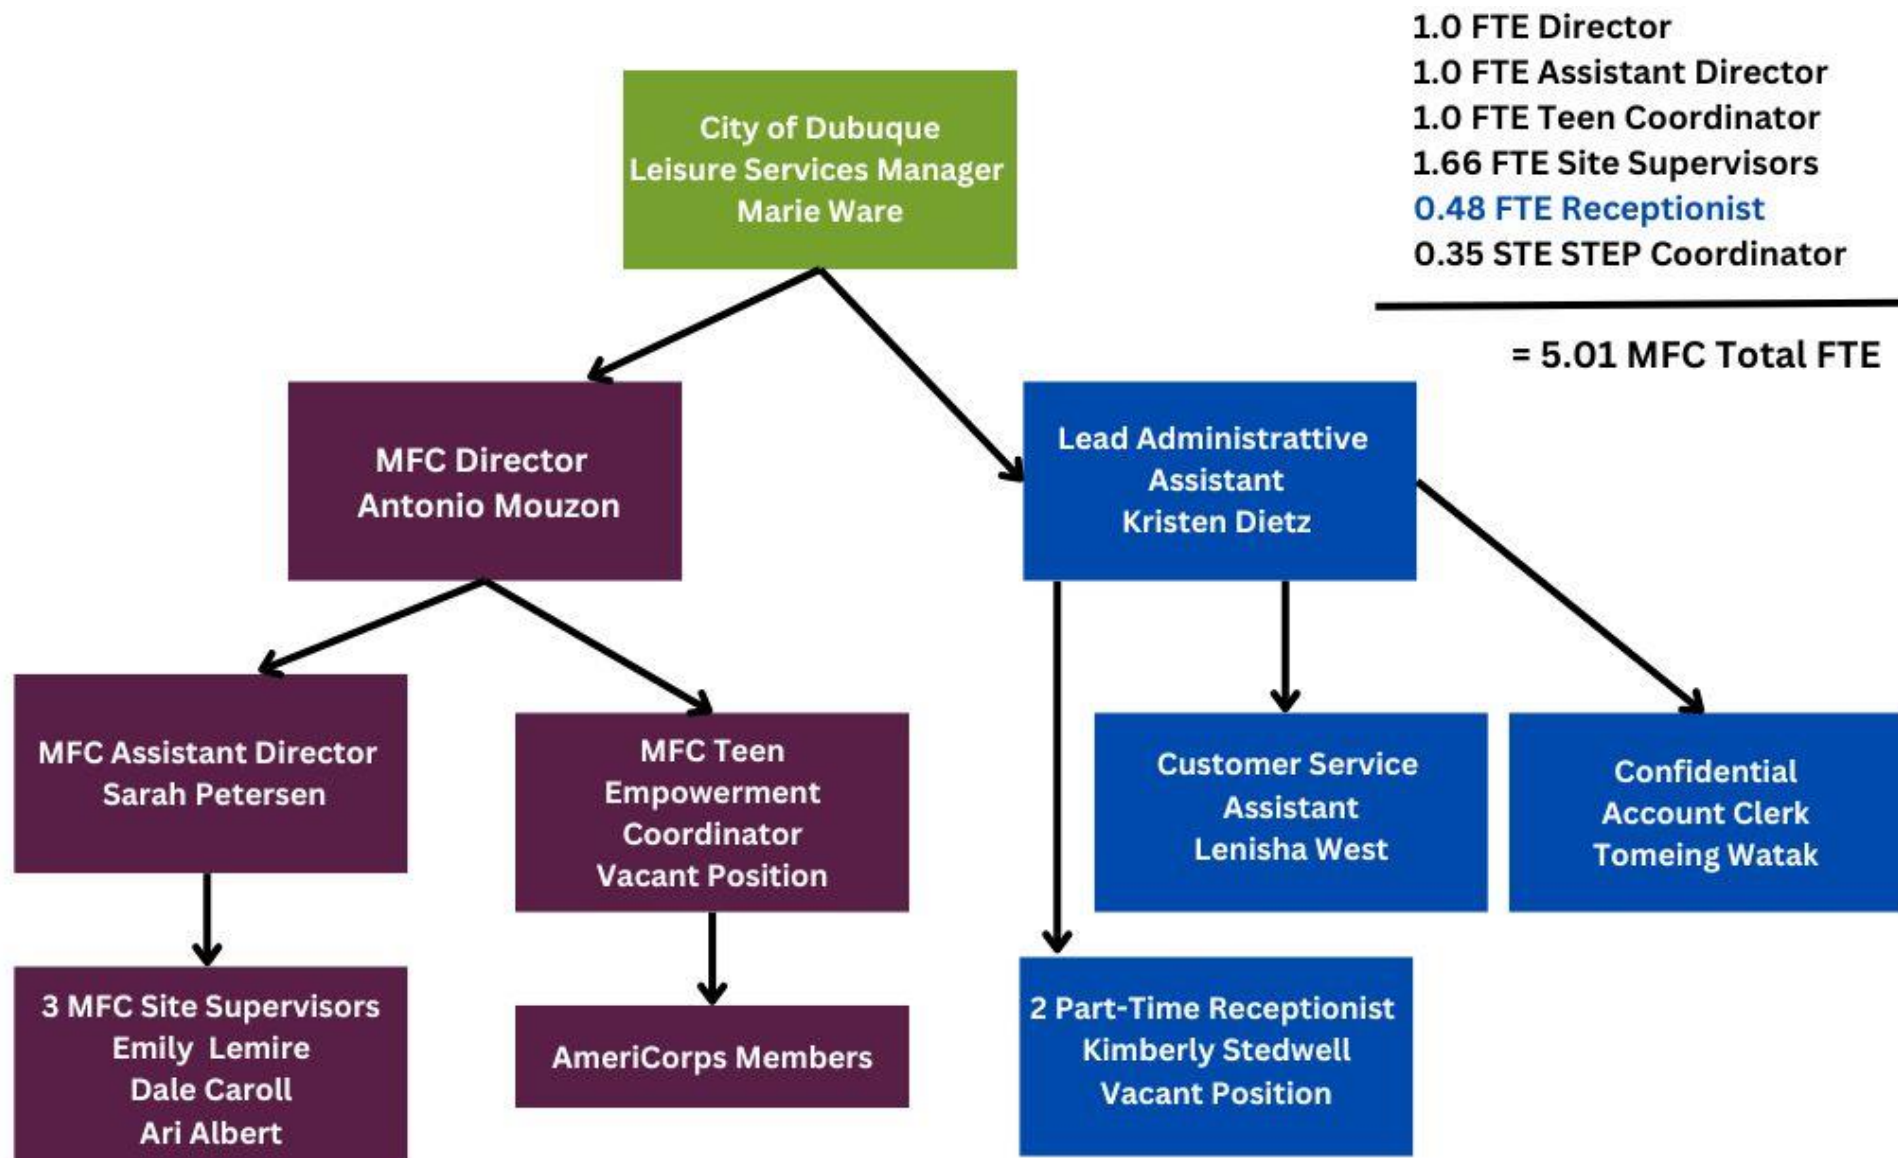 1.0 FTE Director
1.0 FTE Assistant Director
1.0 FTE Teen Coordinator
1.66 FTE Site Supervisors
0.48 FTE Receptionist
0.35 STE STEP Coordinator
= 5.01 MFC Total FTE
City of Dubuque
Leisure Services Manager
Marie Ware
MFC Director
Antonio Mouzon
Lead Administrattive
Assistant
Kristen Dietz
MFC Assistant Director
Sarah Petersen
MFC Teen
Empowerment
Coordinator
Vacant Position
Customer Service
Assistant
Lenisha West
Confidential
Account Clerk
Tomeing Watak
3 MFC Site Supervisors
Emily Lemire
Dale Caroll
Ari Albert
AmeriCorps Members
2 Part-Time Receptionist
Kimberly Stedwell
Vacant Position